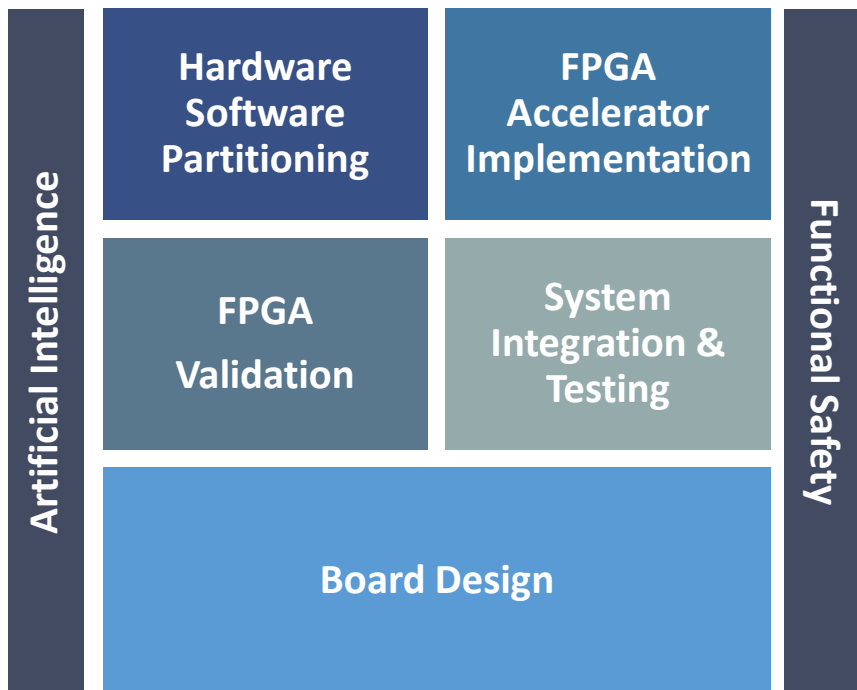 Artificial Intelligence
Hardware
Software
Partitioning
FPGA
Accelerator
Implementation
FPGA
Validation
System
Integration &
Testing
Board Design
Functional Safety